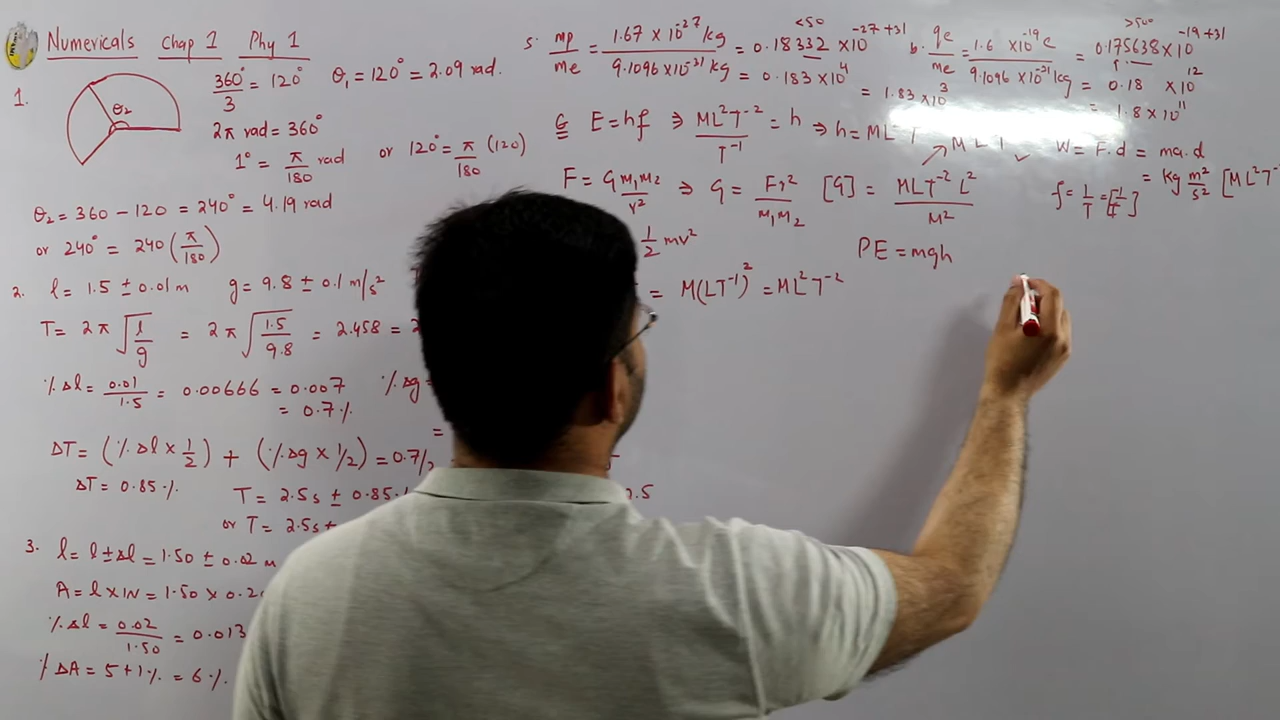 Numericals Chap 1 Phy 1
1. θ₂
360°/3 = 120° θ₁ = 120° = 2.09 rad.
2π rad = 360°
1° = π/180 rad or 120° = π/180 (120)
θ₂ = 360 − 120 = 240° = 4.19 rad
or 240° = 240 (π/180)
2. l = 1.5 ± 0.01 m g = 9.8 ± 0.1 m/s²
T = 2π √(l/g) = 2π √(1.5/9.8) = 2.458 =
% Δl = 0.01/1.5 = 0.00666 = 0.007 % Δg =
= 0.7 %
ΔT = (% Δl × 1/2) + (% Δg × 1/2) = 0.7/2
ΔT = 0.85 %
T = 2.5s ± 0.85
or T = 2.5s ±
3. l = l ± Δl = 1.50 ± 0.02 m
A = l × w = 1.50 × 0.2
% Δl = 0.02/1.50 = 0.013
% ΔA = 5 + 1 % = 6 %
5. mp/me = 1.67 × 10⁻²⁷ kg / 9.1096 × 10⁻³¹ kg = 0.18332 × 10⁻²⁷⁺³¹
<50
= 0.183 × 10⁴
= 1.83 × 10³
6. qe/me = 1.6 × 10⁻¹⁹ C / 9.1096 × 10⁻³¹ kg = 0.175638 × 10⁻¹⁹⁺³¹
>500
= 0.18 × 10¹²
= 1.8 × 10¹¹
E = hf ⇒ ML²T⁻²/T⁻¹ = h ⇒ h = ML²T
W = F.d = ma.d
= kg m²/s² [ML²T⁻
f = 1/T = [1/T]
F = G m₁m₂/r² ⇒ G = Fr²/m₁m₂ [G] = MLT⁻² L²/M²
1/2 mv²
= M(LT⁻¹)² = ML²T⁻²
PE = mgh